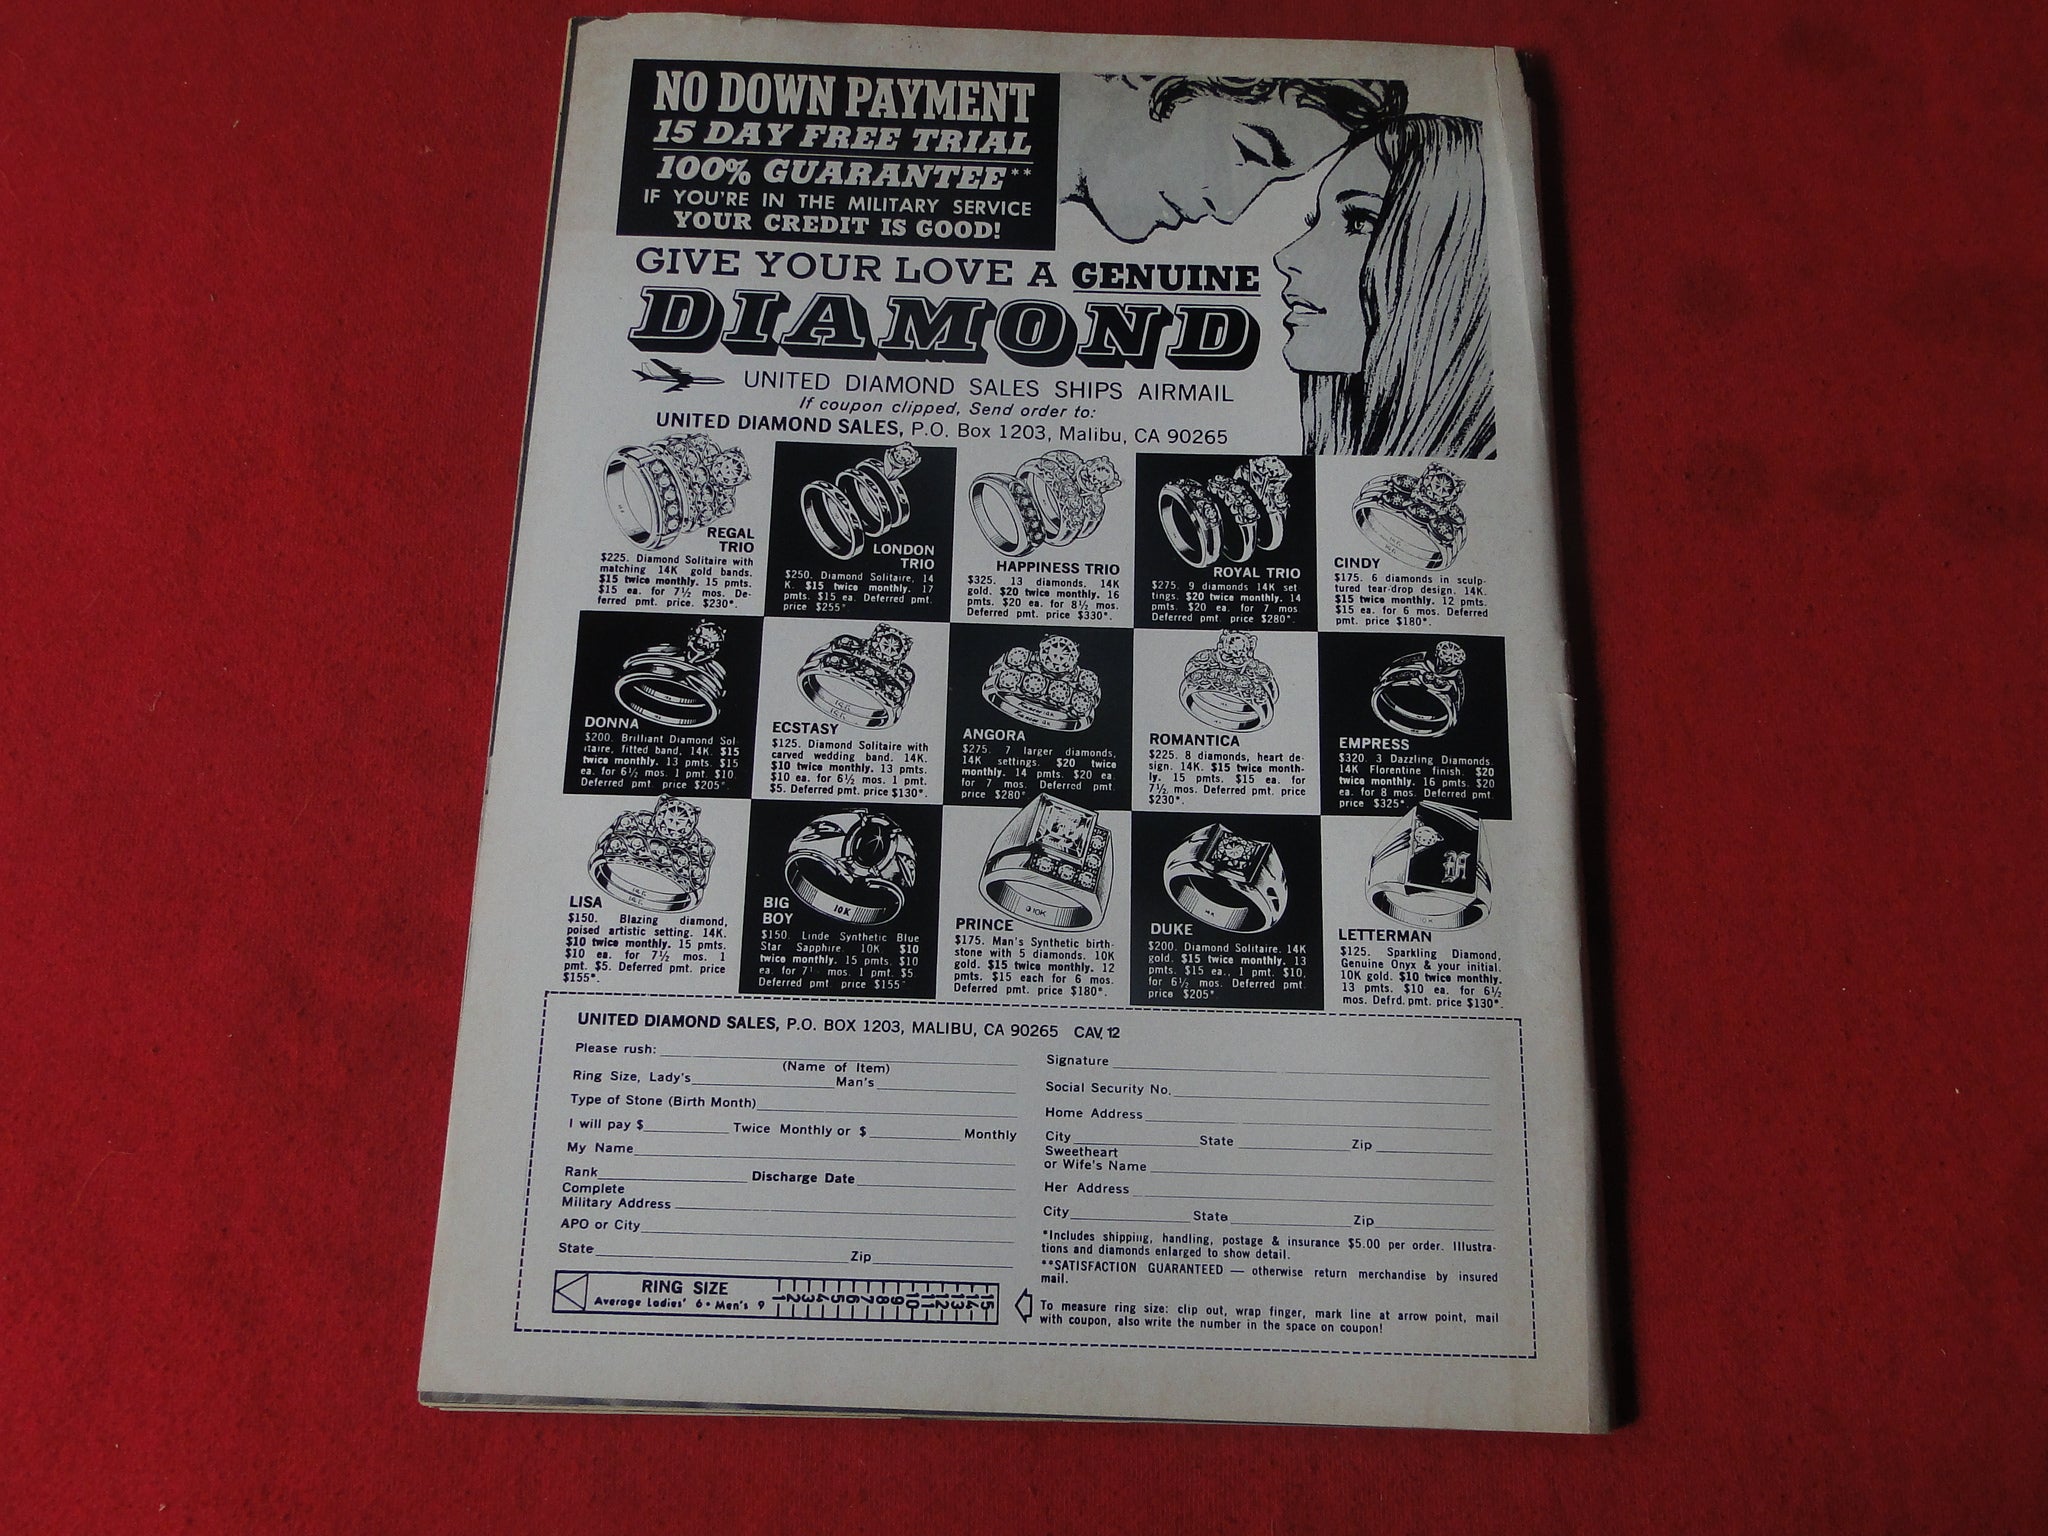 NO DOWN PAYMENT
15 DAY FREE TRIAL
100% GUARANTEE**
IF YOU'RE IN THE MILITARY SERVICE
YOUR CREDIT IS GOOD!
GIVE YOUR LOVE A GENUINE
DIAMOND
UNITED DIAMOND SALES SHIPS AIRMAIL
If coupon clipped, Send order to:
UNITED DIAMOND SALES, P.O. Box 1203, Malibu, CA 90265
REGAL
TRIO
$225. Diamond Solitaire with
matching 14K gold bands.
$15 twice monthly. 15 pmts.
$15 ea. for 7½ mos. De-
ferred pmt. price. $230*.
LONDON
TRIO
$250. Diamond Solitaire, 14
K. $15 twice monthly. 17
pmts. $15 ea. Deferred pmt.
price $255*.
HAPPINESS TRIO
$325. 13 diamonds. 14K
gold. $20 twice monthly. 16
pmts. $20 ea. for 8½ mos.
Deferred pmt. price $330*.
ROYAL TRIO
$275. 9 diamonds 14K set
tings. $20 twice monthly. 14
pmts. $20 ea. for 7 mos
Deferred pmt. price $280*.
CINDY
$175. 6 diamonds in sculp-
tured tear-drop design. 14K.
$15 twice monthly. 12 pmts.
$15 ea. for 6 mos. Deferred
pmt. price $180*.
DONNA
$200. Brilliant Diamond Sol
itaire, fitted band, 14K. $15
twice monthly. 13 pmts. $15
ea. for 6½ mos. 1 pmt. $10.
Deferred pmt. price $205*.
ECSTASY
$125. Diamond Solitaire with
carved wedding band. 14K.
$10 twice monthly. 13 pmts.
$10 ea. for 6½ mos. 1 pmt.
$5. Deferred pmt. price $130*.
ANGORA
$275. 7 larger diamonds,
14K settings. $20 twice
monthly. 14 pmts. $20 ea.
for 7 mos. Deferred pmt.
price $280*
ROMANTICA
$225. 8 diamonds, heart de-
sign. 14K. $15 twice month-
ly. 15 pmts. $15 ea. for
7½ mos. Deferred pmt. price
$230*.
EMPRESS
$320. 3 Dazzling Diamonds.
14K Florentine finish. $20
twice monthly. 16 pmts. $20
ea. for 8 mos. Deferred pmt.
price $325*.
LISA
$150. Blazing diamond,
poised artistic setting. 14K.
$10 twice monthly. 15 pmts.
$10 ea. for 7½ mos. 1
pmt. $5. Deferred pmt. price
$155*.
10K
BIG
BOY
$150. Linde Synthetic Blue
Star Sapphire. 10K $10
twice monthly. 15 pmts. $10
ea. for 7½ mos. 1 pmt. $5.
Deferred pmt price $155*
10K
PRINCE
$175. Man's Synthetic birth-
stone with 5 diamonds. 10K
gold. $15 twice monthly. 12
pmts. $15 each for 6 mos.
Deferred pmt. price $180*.
DUKE
$200. Diamond Solitaire. 14K
gold. $15 twice monthly. 13
pmts. $15 ea., 1 pmt. $10,
for 6½ mos. Deferred pmt.
price $205*
10K
LETTERMAN
$125. Sparkling Diamond,
Genuine Onyx & your initial.
10K gold. $10 twice monthly.
13 pmts. $10 ea. for 6½
mos. Defrd. pmt. price $130*.
UNITED DIAMOND SALES, P.O. BOX 1203, MALIBU, CA 90265 CAV. 12
Please rush:
(Name of Item)
Ring Size, Lady's Man's
Type of Stone (Birth Month)
I will pay $ Twice Monthly or $ Monthly
My Name
Rank Discharge Date
Complete
Military Address
APO or City
State Zip
RING SIZE
Average Ladies' 6 • Men's 9
1 2 3 4 5 6 7 8 9 10 11 12 13 14 15
Signature
Social Security No.
Home Address
City State Zip
Sweetheart
or Wife's Name
Her Address
City State Zip
*Includes shipping, handling, postage & insurance $5.00 per order. Illustra-
tions and diamonds enlarged to show detail.
**SATISFACTION GUARANTEED — otherwise return merchandise by insured
mail.
To measure ring size: clip out, wrap finger, mark line at arrow point, mail
with coupon, also write the number in the space on coupon!